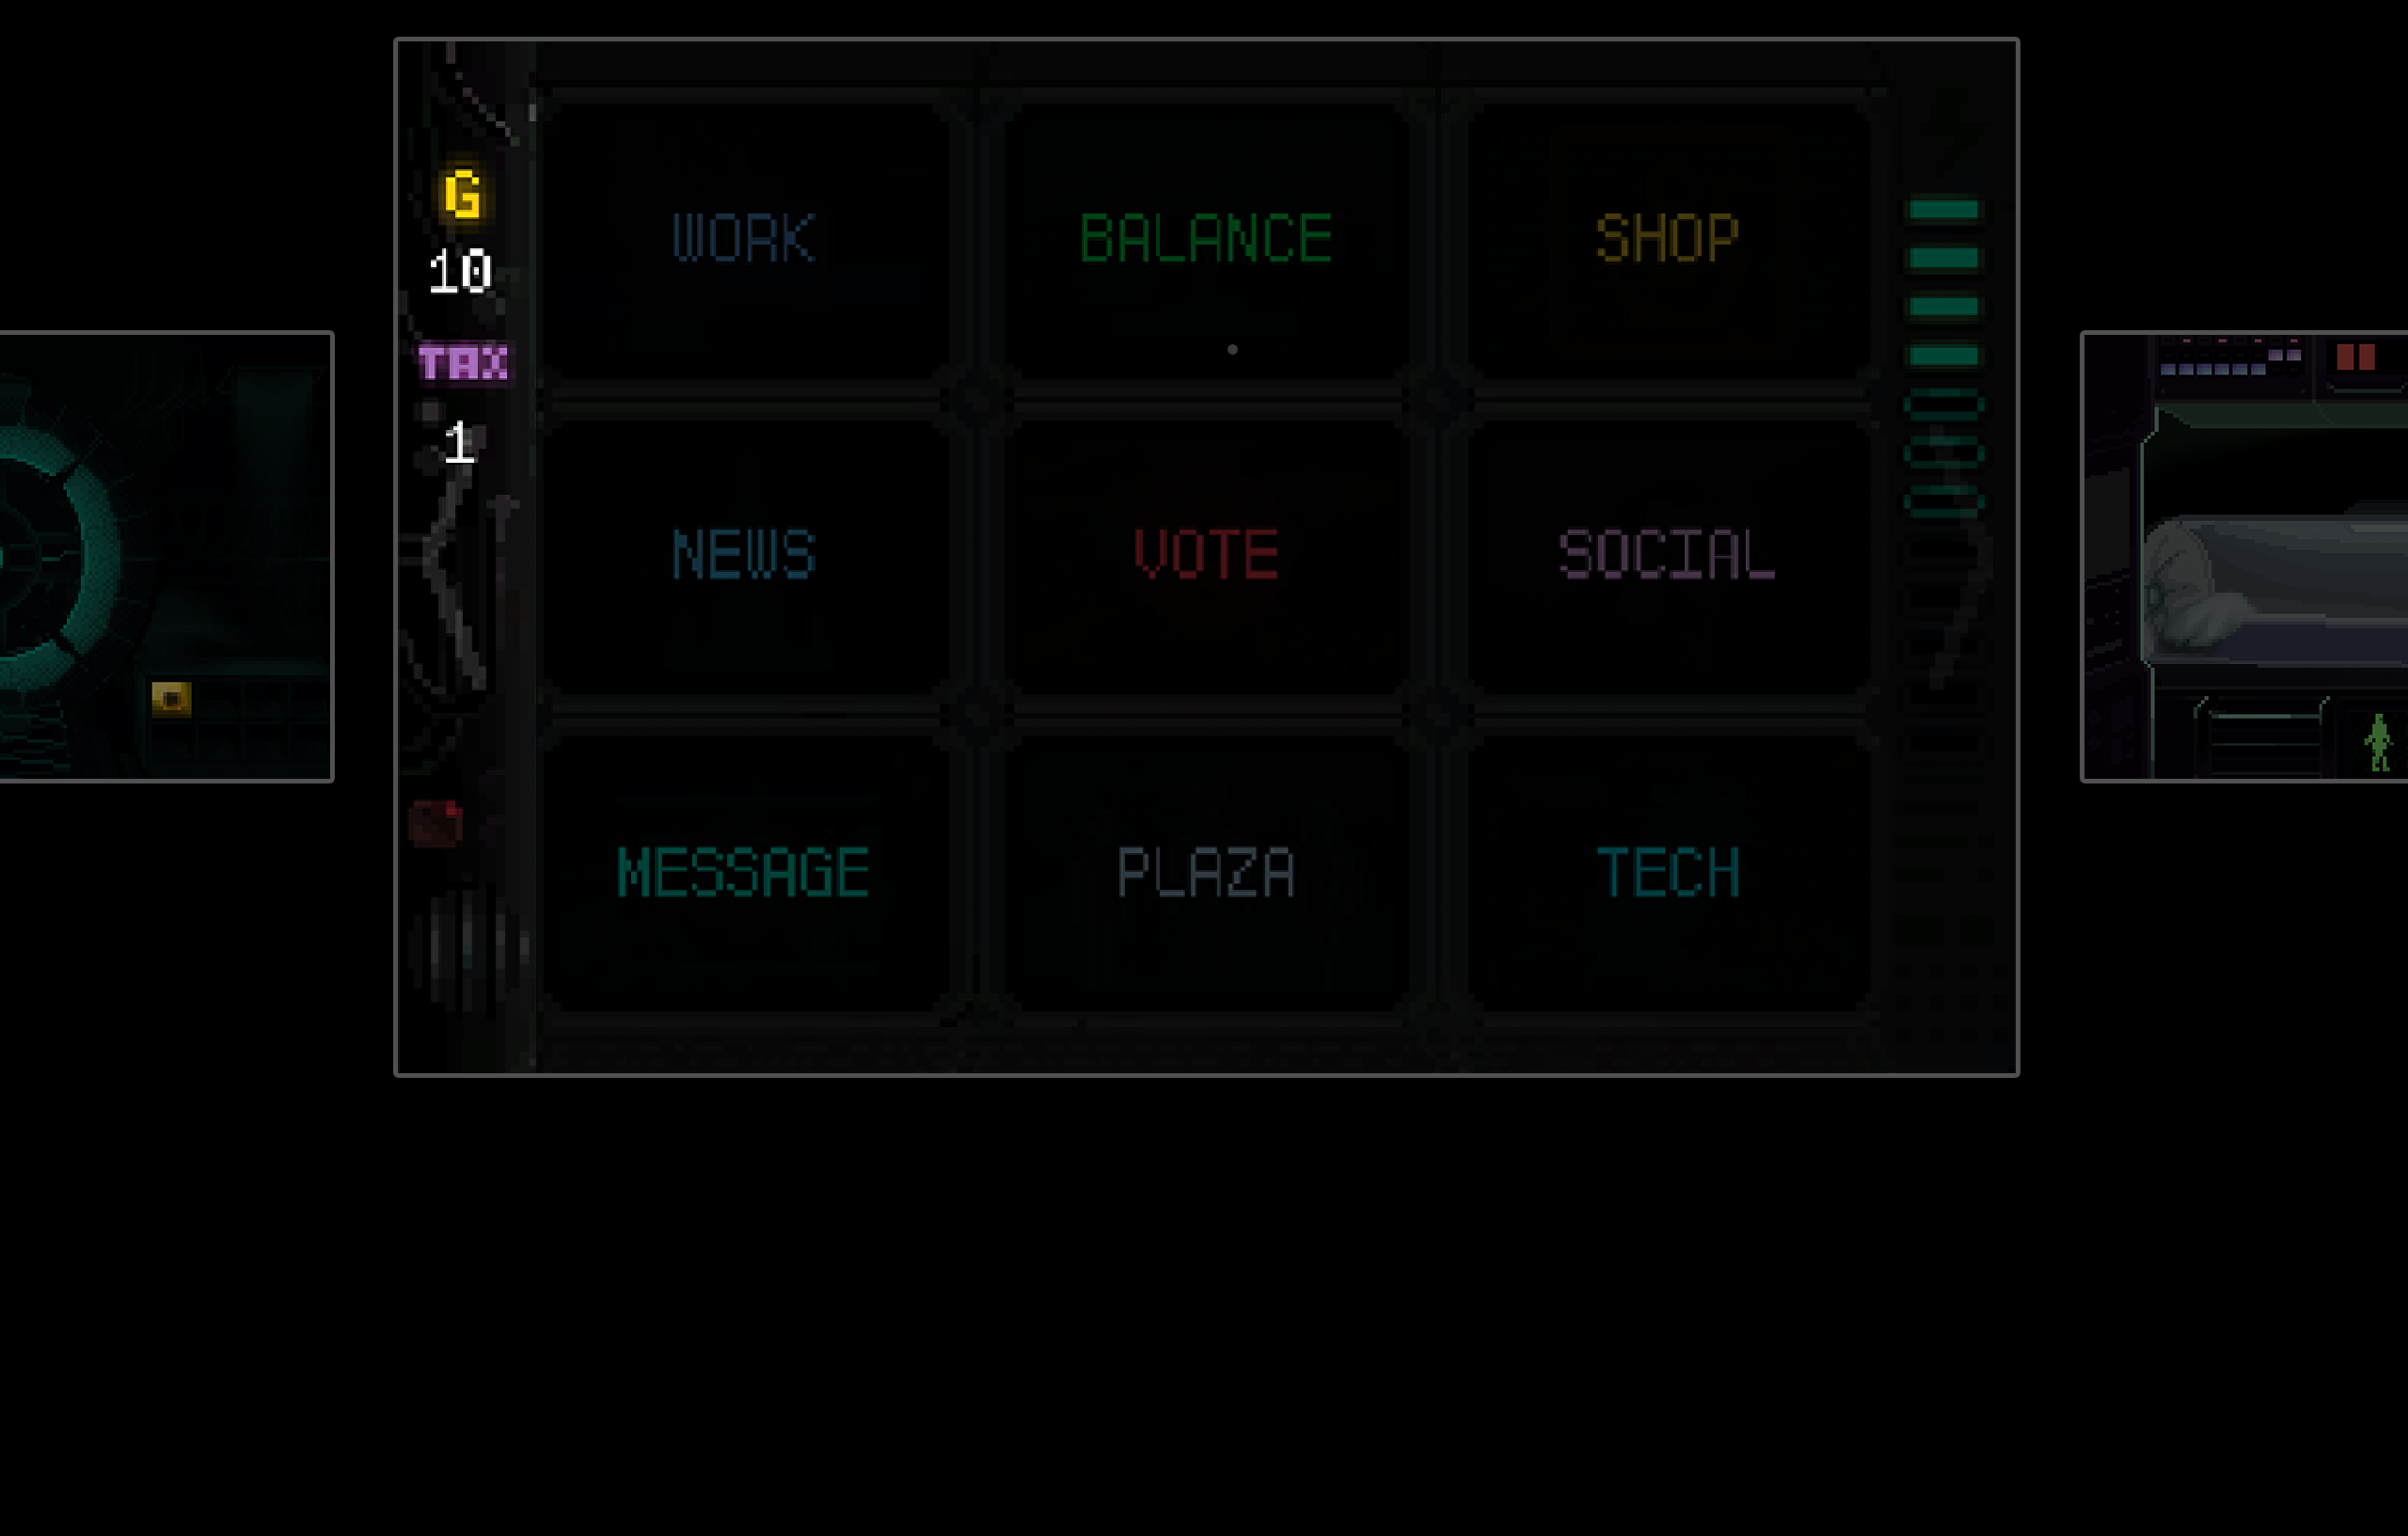 G
10
TAX
1
WORK BALANCE SHOP
NEWS VOTE SOCIAL
MESSAGE PLAZA TECH